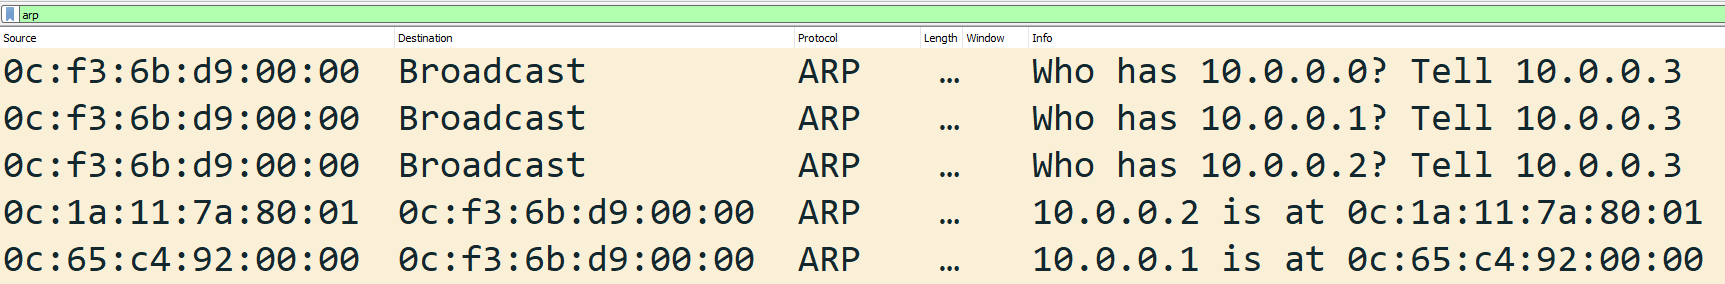 arp
Source Destination Protocol Length Window Info
0c:f3:6b:d9:00:00 Broadcast ARP … Who has 10.0.0.0? Tell 10.0.0.3
0c:f3:6b:d9:00:00 Broadcast ARP … Who has 10.0.0.1? Tell 10.0.0.3
0c:f3:6b:d9:00:00 Broadcast ARP … Who has 10.0.0.2? Tell 10.0.0.3
0c:1a:11:7a:80:01 0c:f3:6b:d9:00:00 ARP … 10.0.0.2 is at 0c:1a:11:7a:80:01
0c:65:c4:92:00:00 0c:f3:6b:d9:00:00 ARP … 10.0.0.1 is at 0c:65:c4:92:00:00